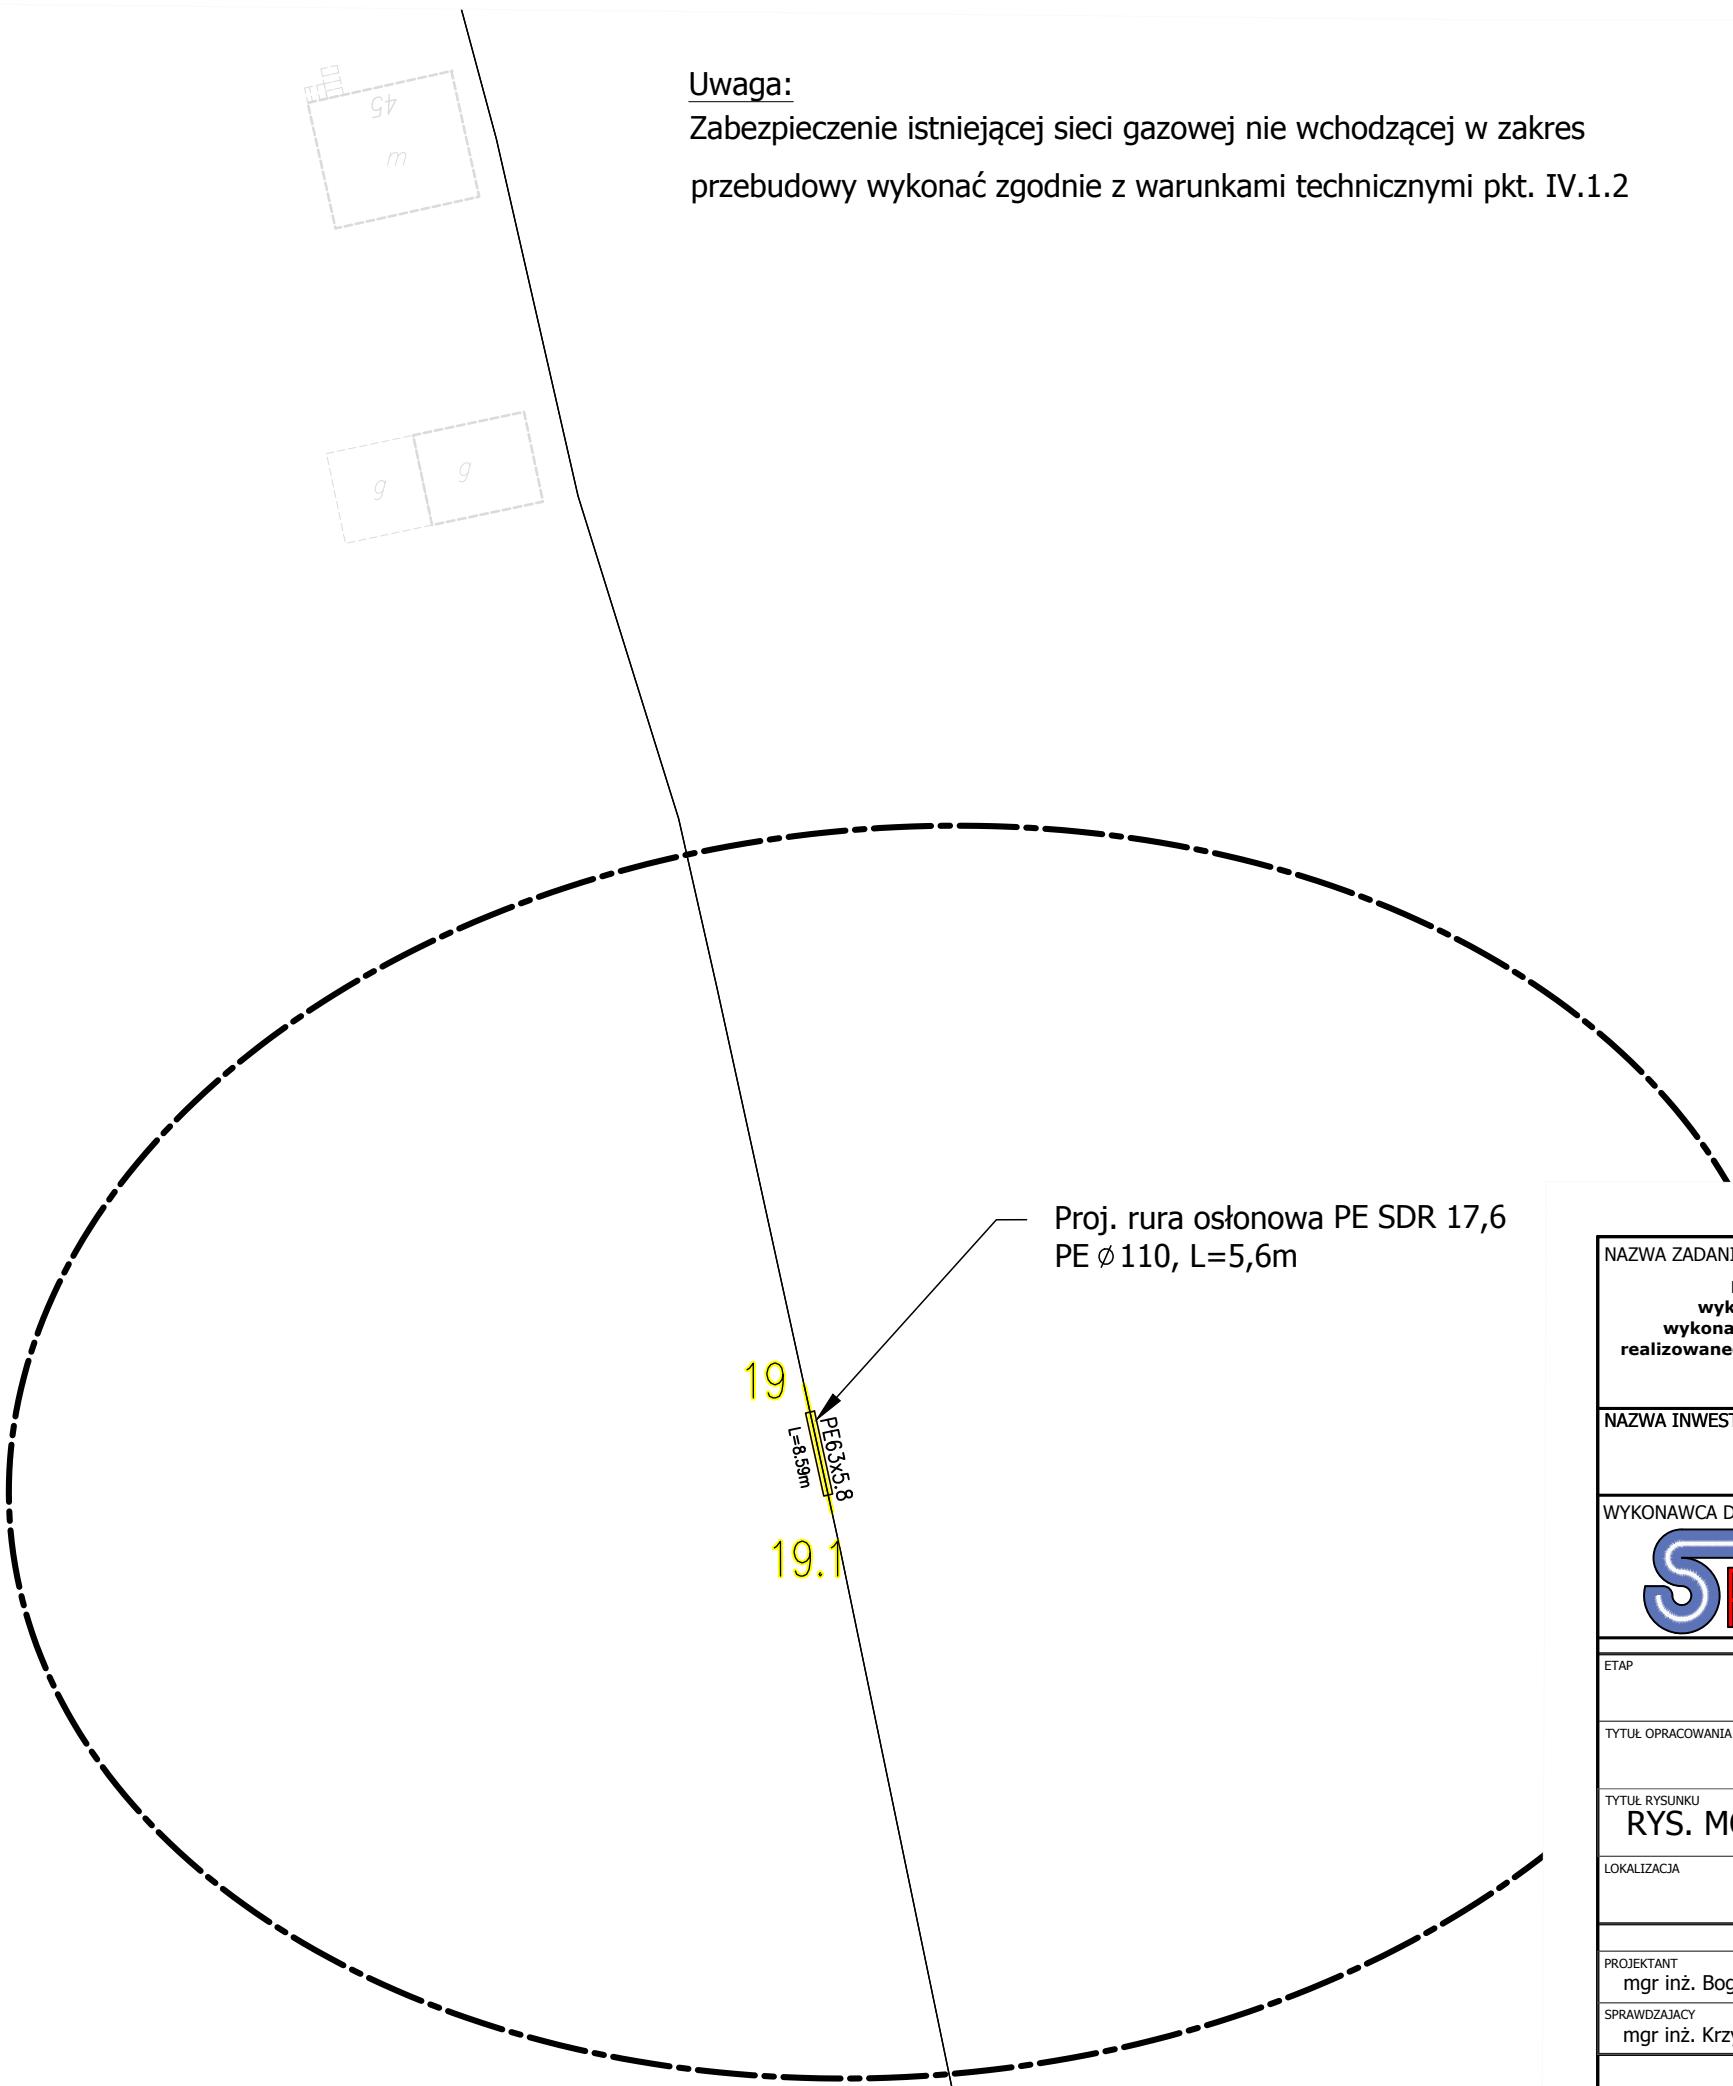 Uwaga:
Zabezpieczenie istniejącej sieci gazowej nie wchodzącej w zakres
przebudowy wykonać zgodnie z warunkami technicznymi pkt. IV.1.2
45
m
g
g
Proj. rura osłonowa PE SDR 17,6
PE ⌀ 110, L=5,6m
19
PE63x5.8
L=8.59m
19.1
NAZWA ZADANI
wyk
wykona
realizowane
NAZWA INWEST
WYKONAWCA D
S
ETAP
TYTUŁ OPRACOWANIA
TYTUŁ RYSUNKU
RYS. M
LOKALIZACJA
PROJEKTANT
mgr inż. Bog
SPRAWDZAJACY
mgr inż. Krzy